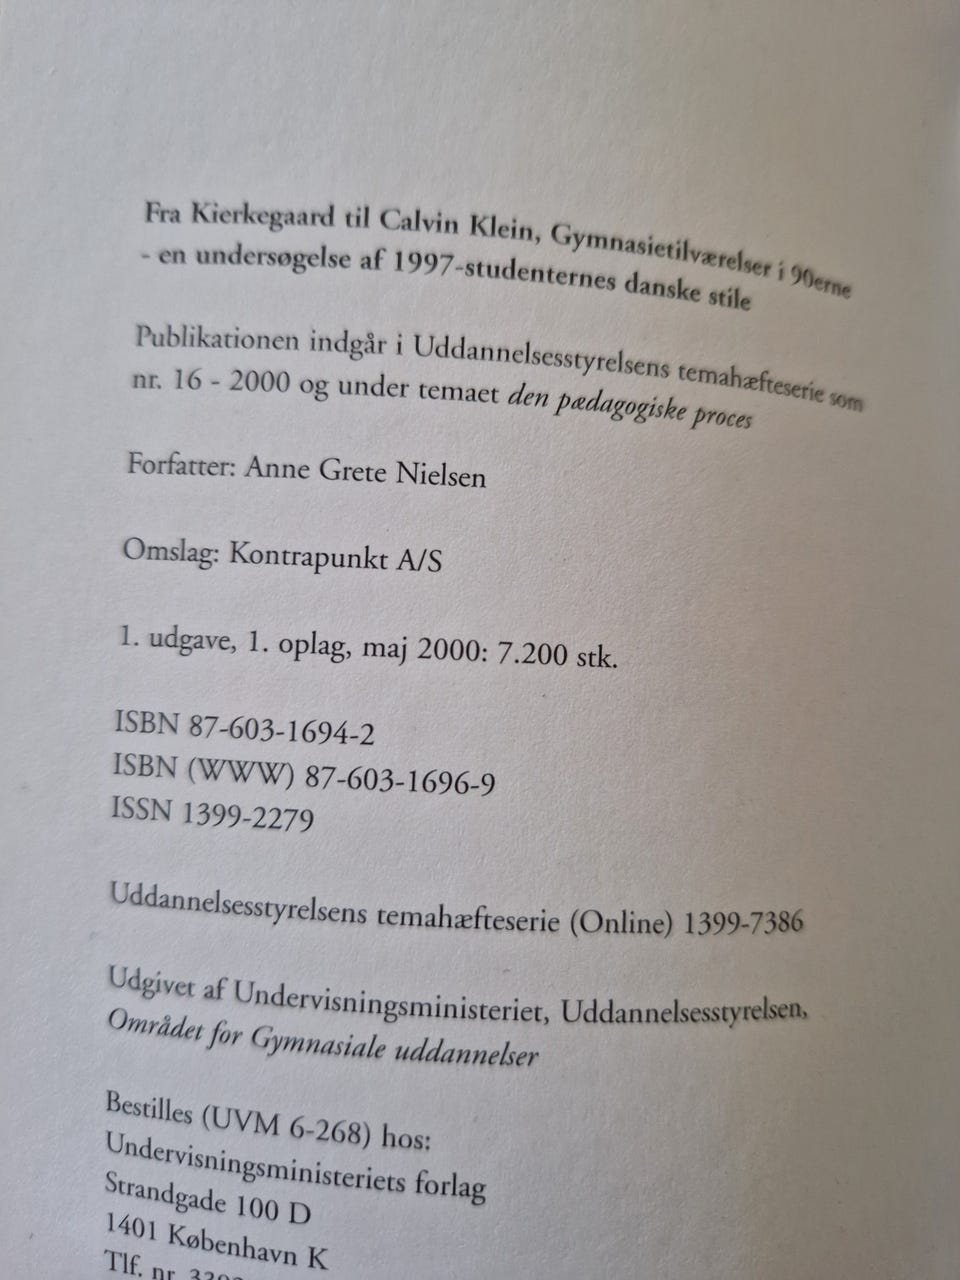 Fra Kierkegaard til Calvin Klein, Gymnasietilværelser i 90erne
- en undersøgelse af 1997-studenternes danske stile
Publikationen indgår i Uddannelsesstyrelsens temahæfteserie som
nr. 16 - 2000 og under temaet den pædagogiske proces
Forfatter: Anne Grete Nielsen
Omslag: Kontrapunkt A/S
1. udgave, 1. oplag, maj 2000: 7.200 stk.
ISBN 87-603-1694-2
ISBN (WWW) 87-603-1696-9
ISSN 1399-2279
Uddannelsesstyrelsens temahæfteserie (Online) 1399-7386
Udgivet af Undervisningsministeriet, Uddannelsesstyrelsen,
Området for Gymnasiale uddannelser
Bestilles (UVM 6-268) hos:
Undervisningsministeriets forlag
Strandgade 100 D
1401 København K
Tlf. nr.